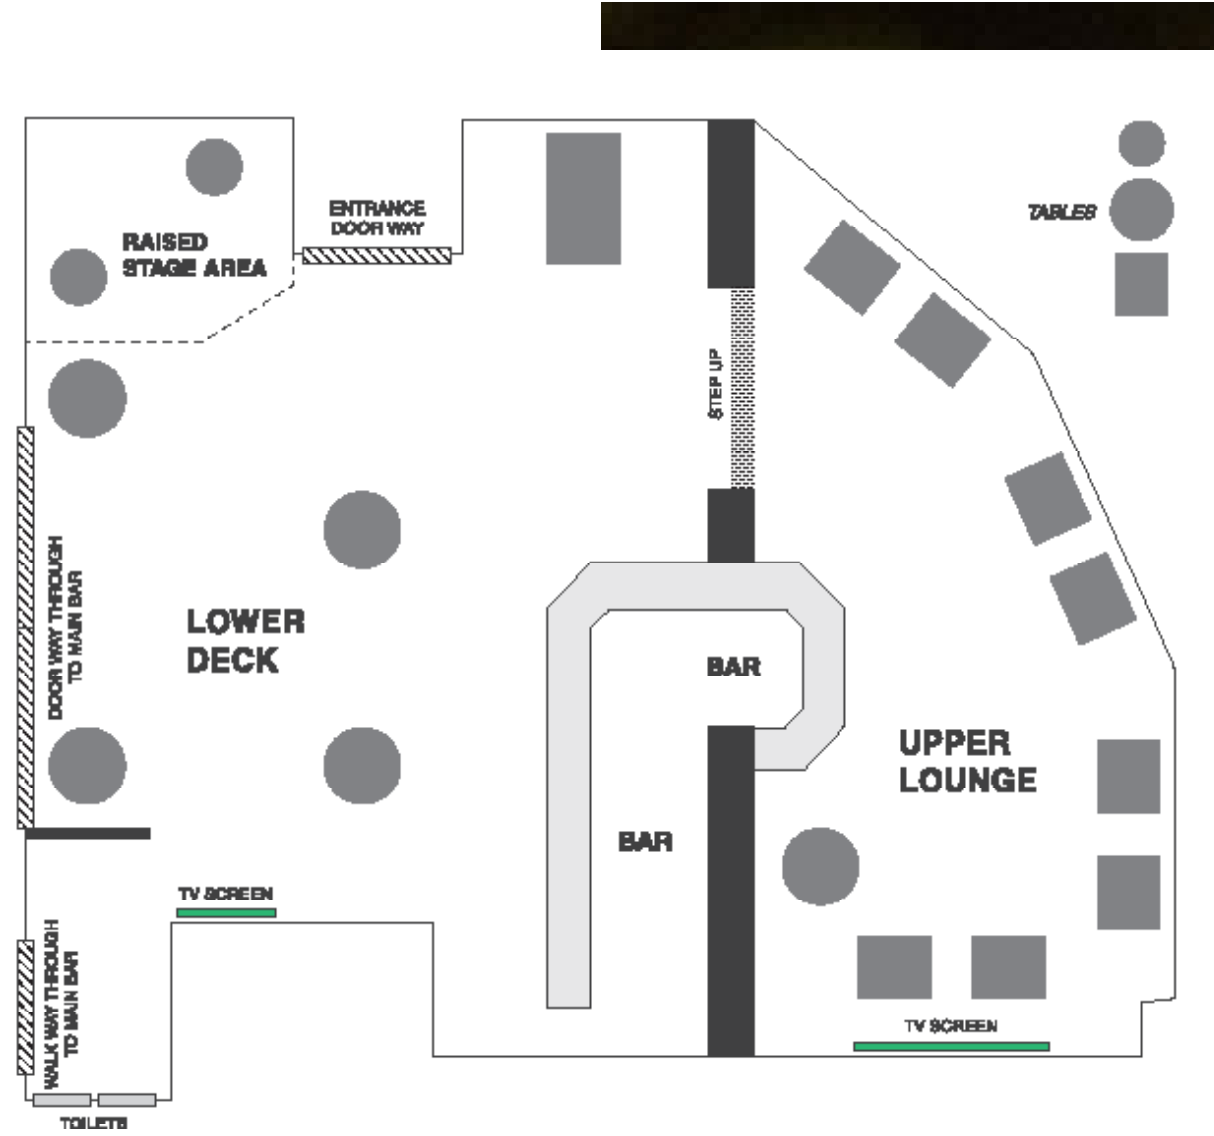 ENTRANCE
DOOR WAY
TABLES
RAISED
STAGE AREA
STEP UP
DOOR WAY THROUGH
TO MAIN BAR
LOWER
DECK
BAR
UPPER
LOUNGE
BAR
TV SCREEN
WALK WAY THROUGH
TO MAIN BAR
TV SCREEN
TOILETS